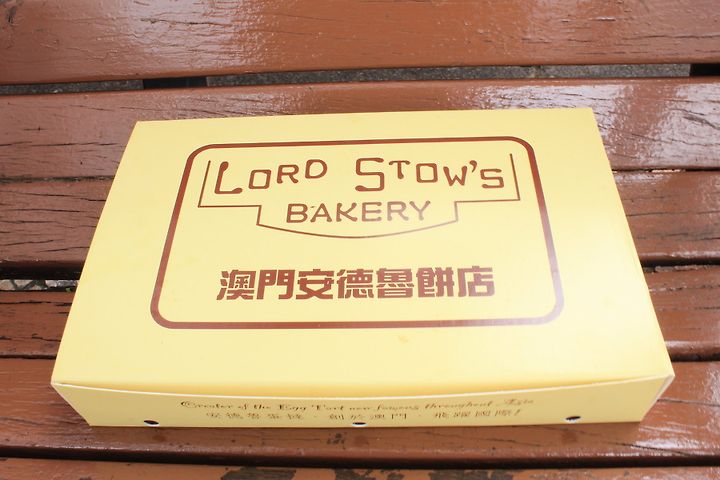 LORD STOW'S
BAKERY
澳門安德魯餅店
Creator of the Egg Tart now famous throughout Asia
安德魯蛋撻 · 創於澳門 · 飛躍國際!